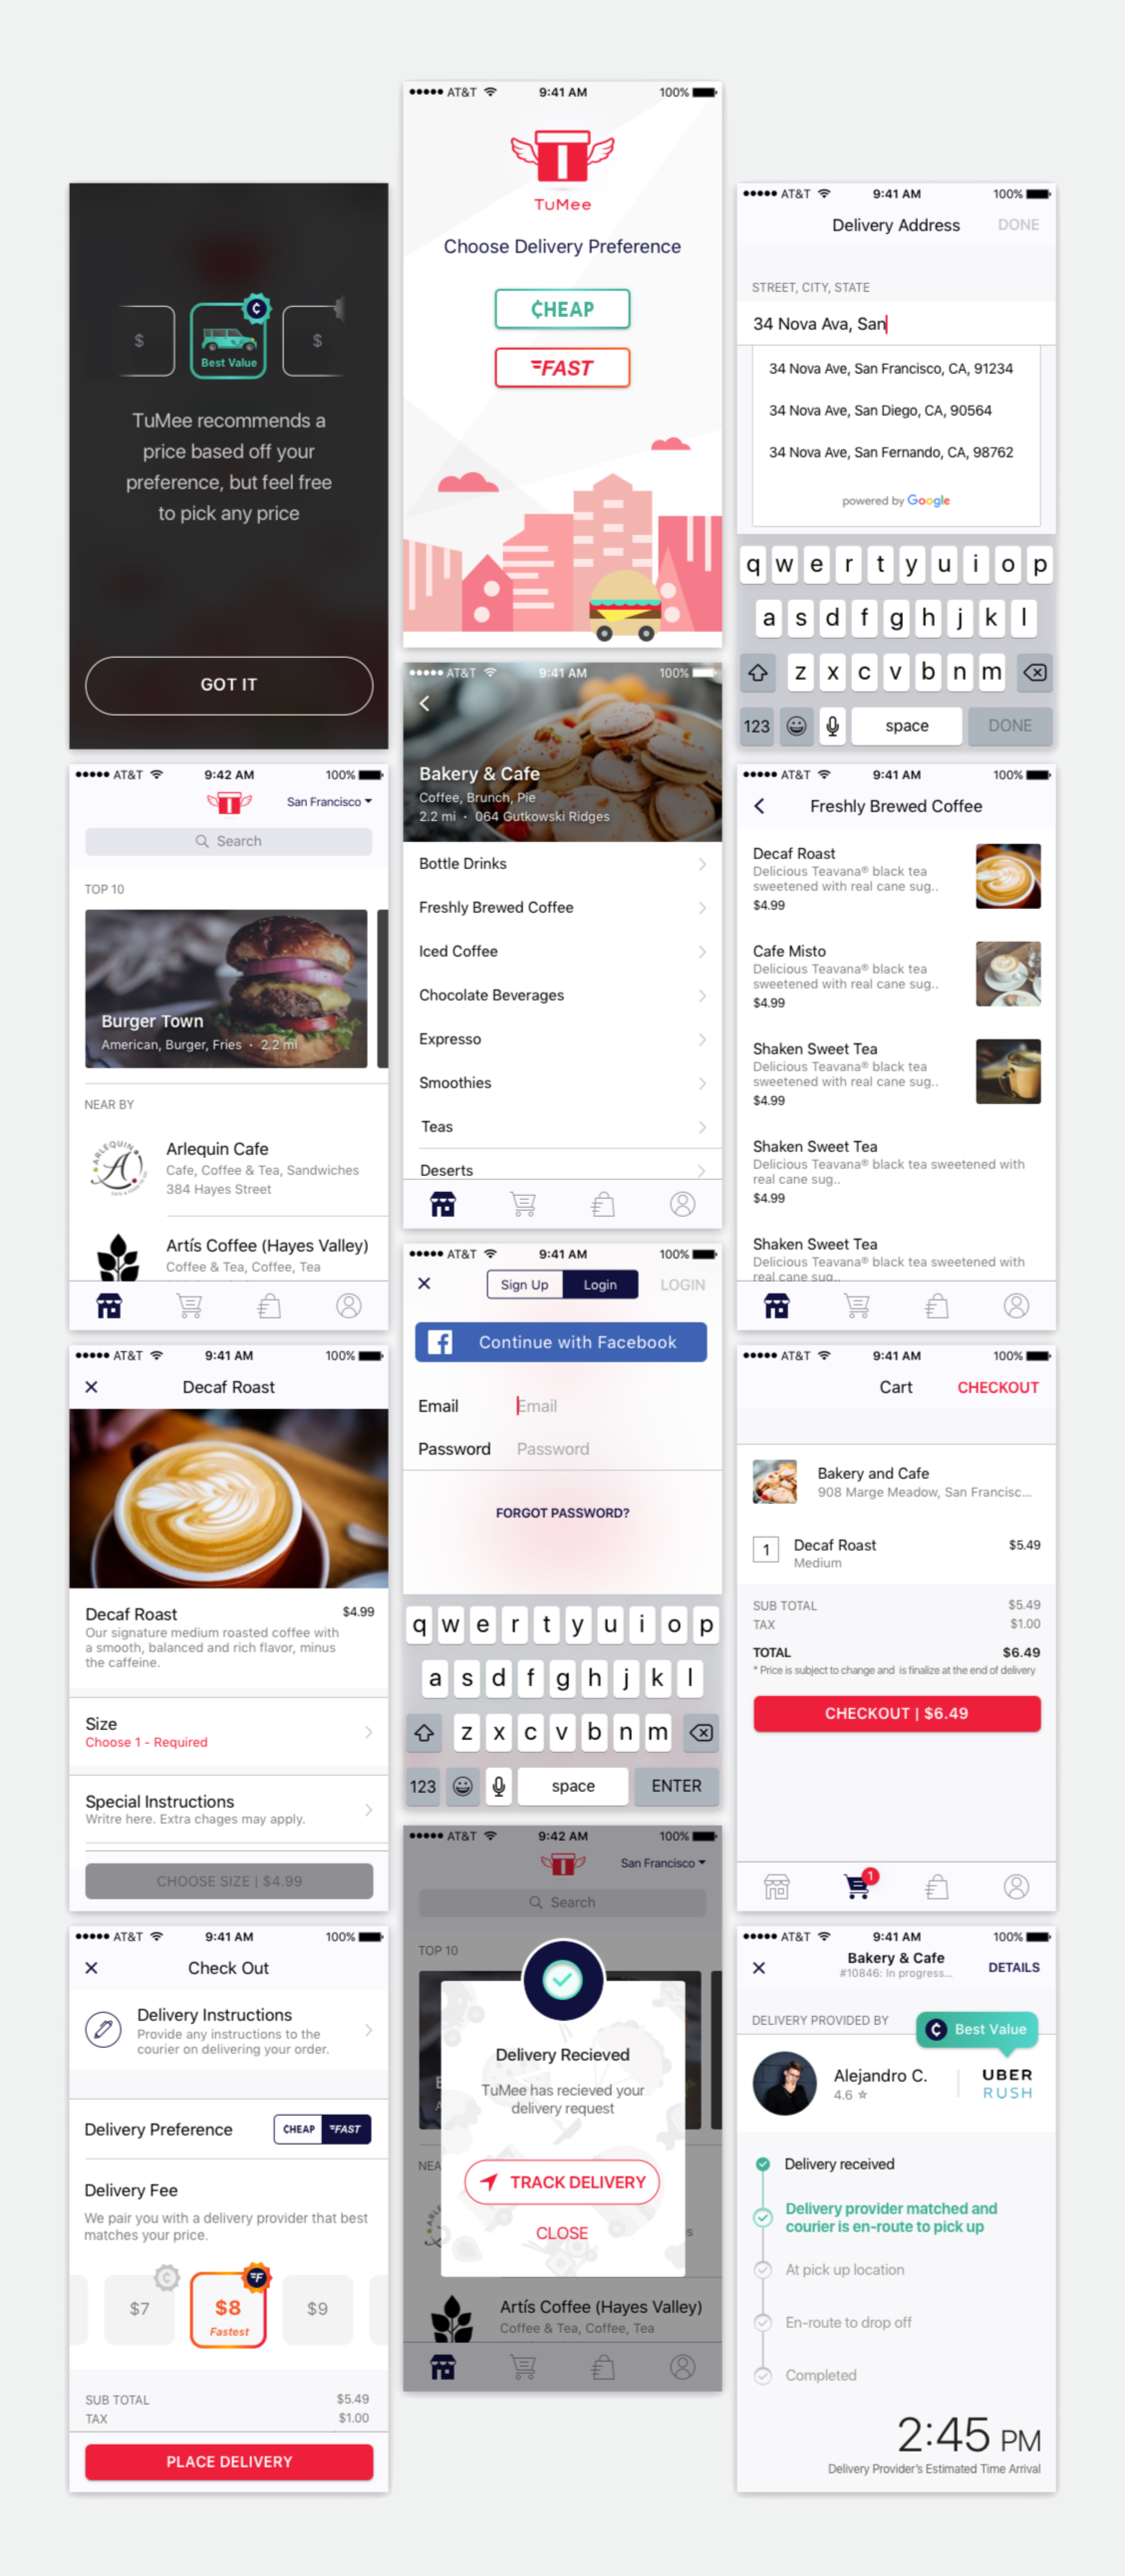 $
¢
Best Value
$
TuMee recommends a
price based off your
preference, but feel free
to pick any price
GOT IT
AT&T 9:42 AM 100%
San Francisco
Search
TOP 10
Burger Town
American, Burger, Fries · 2.2 mi
NEAR BY
ARLEQUIN
A
Arlequin Cafe
Cafe, Coffee & Tea, Sandwiches
384 Hayes Street
Artís Coffee (Hayes Valley)
Coffee & Tea, Coffee, Tea
AT&T 9:41 AM 100%
Decaf Roast
Decaf Roast $4.99
Our signature medium roasted coffee with
a smooth, balanced and rich flavor, minus
the caffeine.
Size
Choose 1 - Required
Special Instructions
Writre here. Extra chages may apply.
CHOOSE SIZE | $4.99
AT&T 9:41 AM 100%
Check Out
Delivery Instructions
Provide any instructions to the
courier on delivering your order.
Delivery Preference ¢HEAP FAST
Delivery Fee
We pair you with a delivery provider that best
matches your price.
¢
F
$7 $8 $9
Fastest
SUB TOTAL $5.49
TAX $1.00
PLACE DELIVERY
AT&T 9:41 AM 100%
TuMee
Choose Delivery Preference
¢HEAP
FAST
AT&T 9:41 AM 100%
Bakery & Cafe
Coffee, Brunch, Pie
2.2 mi · 064 Gutkowski Ridges
Bottle Drinks
Freshly Brewed Coffee
Iced Coffee
Chocolate Beverages
Expresso
Smoothies
Teas
Deserts
AT&T 9:41 AM 100%
Sign Up Login LOGIN
f Continue with Facebook
Email Email
Password Password
FORGOT PASSWORD?
q w e r t y u i o p
a s d f g h j k l
z x c v b n m
123 space ENTER
AT&T 9:42 AM 100%
San Francisco
Search
TOP 10
Delivery Recieved
TuMee has recieved your
delivery request
NEA
TRACK DELIVERY
CLOSE
Artís Coffee (Hayes Valley)
Coffee & Tea, Coffee, Tea
AT&T 9:41 AM 100%
Delivery Address DONE
STREET, CITY, STATE
34 Nova Ava, San
34 Nova Ave, San Francisco, CA, 91234
34 Nova Ave, San Diego, CA, 90564
34 Nova Ave, San Fernando, CA, 98762
powered by Google
q w e r t y u i o p
a s d f g h j k l
z x c v b n m
123 space DONE
AT&T 9:41 AM 100%
Freshly Brewed Coffee
Decaf Roast
Delicious Teavana® black tea
sweetened with real cane sug..
$4.99
Cafe Misto
Delicious Teavana® black tea
sweetened with real cane sug..
$4.99
Shaken Sweet Tea
Delicious Teavana® black tea
sweetened with real cane sug..
$4.99
Shaken Sweet Tea
Delicious Teavana® black tea sweetened with
real cane sug..
$4.99
Shaken Sweet Tea
Delicious Teavana® black tea sweetened with
real cane sug..
AT&T 9:41 AM 100%
Cart CHECKOUT
Bakery and Cafe
908 Marge Meadow, San Francisc...
1 Decaf Roast $5.49
Medium
SUB TOTAL $5.49
TAX $1.00
TOTAL $6.49
* Price is subject to change and is finalize at the end of delivery
CHECKOUT | $6.49
1
AT&T 9:41 AM 100%
Bakery & Cafe
#10846: In progress... DETAILS
DELIVERY PROVIDED BY
¢ Best Value
Alejandro C.
4.6
UBER
RUSH
Delivery received
Delivery provider matched and
courier is en-route to pick up
At pick up location
En-route to drop off
Completed
2:45 PM
Delivery Provider's Estimated Time Arrival